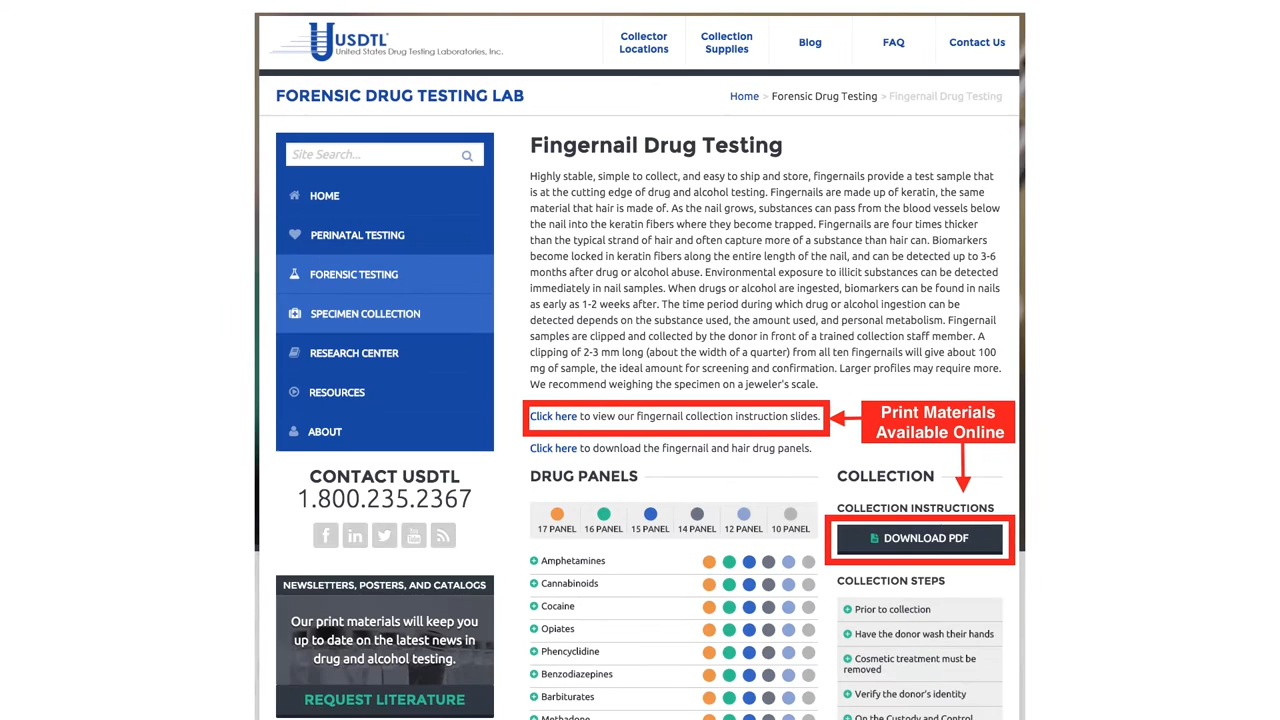 USDTL
United States Drug Testing Laboratories, Inc.
Collector
Locations
Collection
Supplies
Blog
FAQ
Contact Us
FORENSIC DRUG TESTING LAB
Home > Forensic Drug Testing > Fingernail Drug Testing
Site Search...
HOME
PERINATAL TESTING
FORENSIC TESTING
SPECIMEN COLLECTION
RESEARCH CENTER
RESOURCES
ABOUT
CONTACT USDTL
1.800.235.2367
NEWSLETTERS, POSTERS, AND CATALOGS
Our print materials will keep you
up to date on the latest news in
drug and alcohol testing.
REQUEST LITERATURE
Fingernail Drug Testing
Highly stable, simple to collect, and easy to ship and store, fingernails provide a test sample that
is at the cutting edge of drug and alcohol testing. Fingernails are made up of keratin, the same
material that hair is made of. As the nail grows, substances can pass from the blood vessels below
the nail into the keratin fibers where they become trapped. Fingernails are four times thicker
than the typical strand of hair and often capture more of a substance than hair can. Biomarkers
become locked in keratin fibers along the entire length of the nail, and can be detected up to 3-6
months after drug or alcohol abuse. Environmental exposure to illicit substances can be detected
immediately in nail samples. When drugs or alcohol are ingested, biomarkers can be found in nails
as early as 1-2 weeks after. The time period during which drug or alcohol ingestion can be
detected depends on the substance used, the amount used, and personal metabolism. Fingernail
samples are clipped and collected by the donor in front of a trained collection staff member. A
clipping of 2-3 mm long (about the width of a quarter) from all ten fingernails will give about 100
mg of sample, the ideal amount for screening and confirmation. Larger profiles may require more.
We recommend weighing the specimen on a jeweler's scale.
Click here to view our fingernail collection instruction slides.
Print Materials
Available Online
Click here to download the fingernail and hair drug panels.
DRUG PANELS
17 PANEL 16 PANEL 15 PANEL 14 PANEL 12 PANEL 10 PANEL
Amphetamines
Cannabinoids
Cocaine
Opiates
Phencyclidine
Benzodiazepines
Barbiturates
Methadone
COLLECTION
COLLECTION INSTRUCTIONS
DOWNLOAD PDF
COLLECTION STEPS
Prior to collection
Have the donor wash their hands
Cosmetic treatment must be
removed
Verify the donor's identity
On the Custody and Control